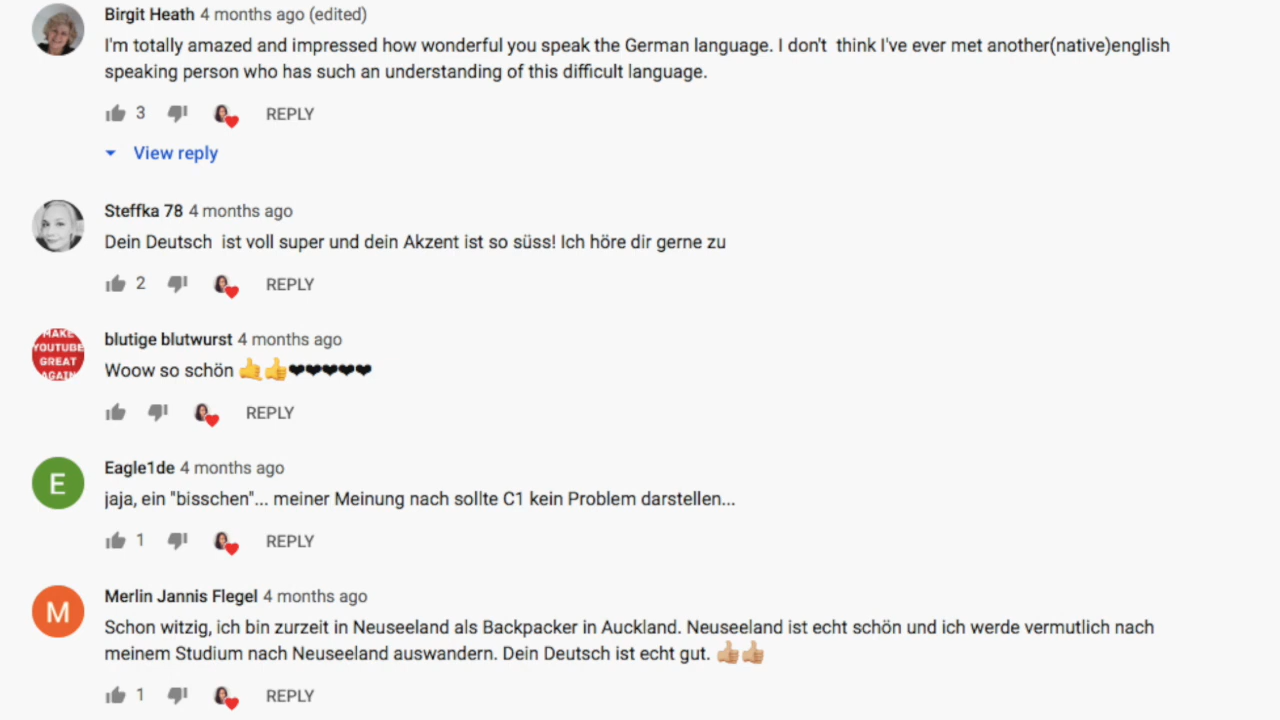 Birgit Heath 4 months ago (edited)
I'm totally amazed and impressed how wonderful you speak the German language. I don't  think I've ever met another(native)english
speaking person who has such an understanding of this difficult language.
3 REPLY
View reply
Steffka 78 4 months ago
Dein Deutsch  ist voll super und dein Akzent ist so süss! Ich höre dir gerne zu
2 REPLY
MAKE
YOUTUBE
GREAT
AGAIN
blutige blutwurst 4 months ago
Woow so schön 🤙👍❤❤❤❤❤
REPLY
E
Eagle1de 4 months ago
jaja, ein "bisschen"... meiner Meinung nach sollte C1 kein Problem darstellen...
1 REPLY
M
Merlin Jannis Flegel 4 months ago
Schon witzig, ich bin zurzeit in Neuseeland als Backpacker in Auckland. Neuseeland ist echt schön und ich werde vermutlich nach
meinem Studium nach Neuseeland auswandern. Dein Deutsch ist echt gut. 👍🏼👍🏼
1 REPLY